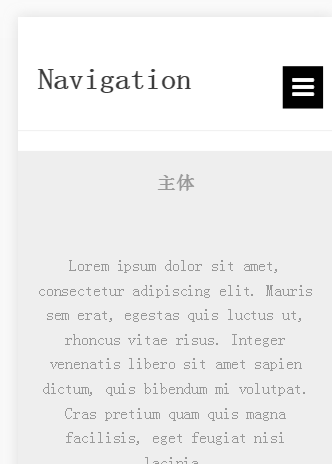 Navigation
主体
Lorem ipsum dolor sit amet,
consectetur adipiscing elit. Mauris
sem erat, egestas quis luctus ut,
rhoncus vitae risus. Integer
venenatis libero sit amet sapien
dictum, quis bibendum mi volutpat.
Cras pretium quam quis magna
facilisis, eget feugiat nisi
lacinia